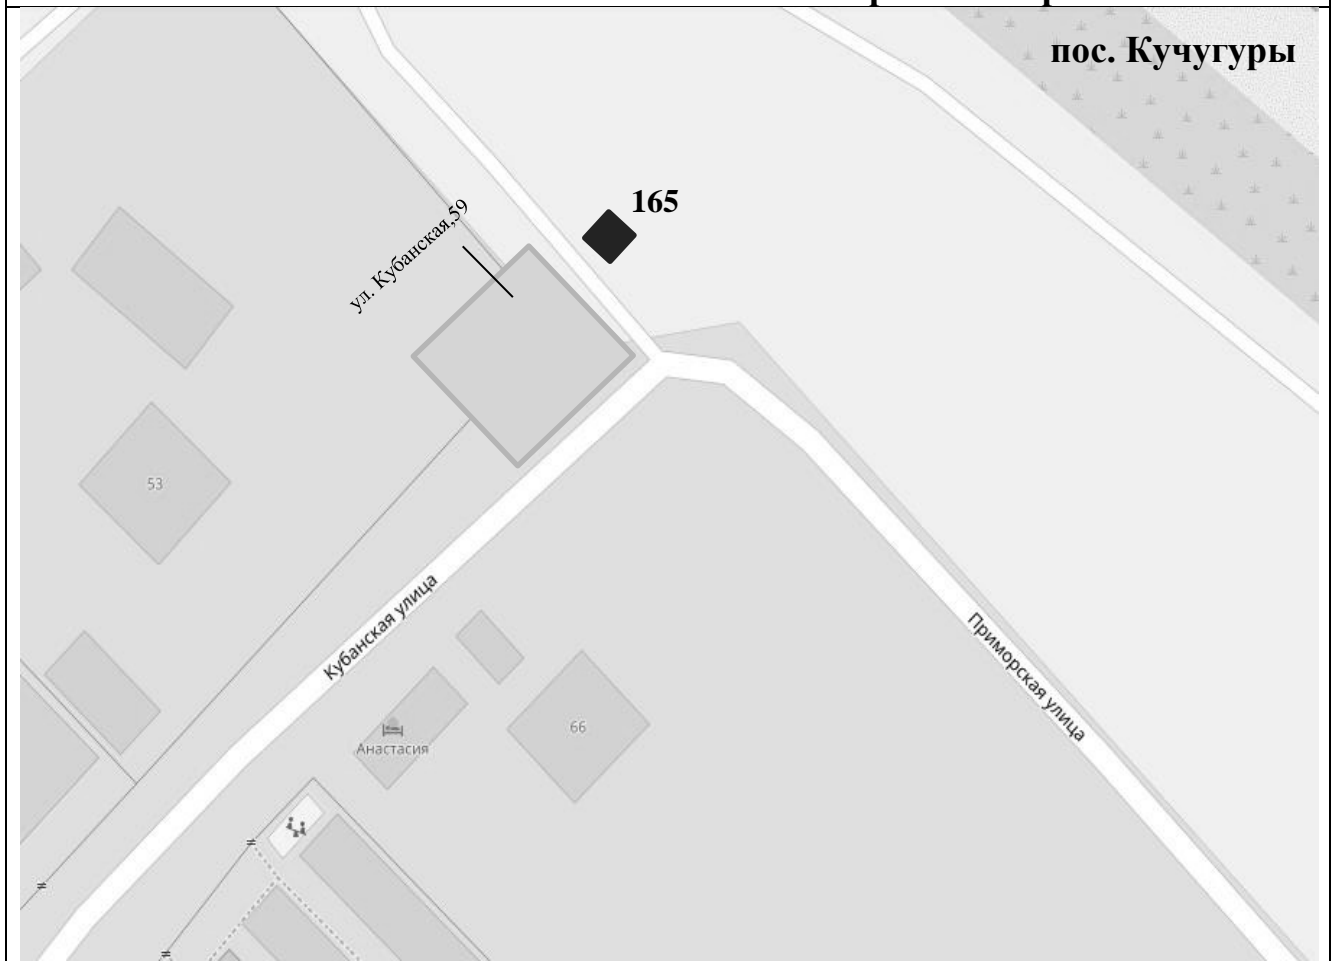 пос. Кучугуры
165
ул. Кубанская,59
53
Кубанская улица
Приморская улица
66
Анастасия